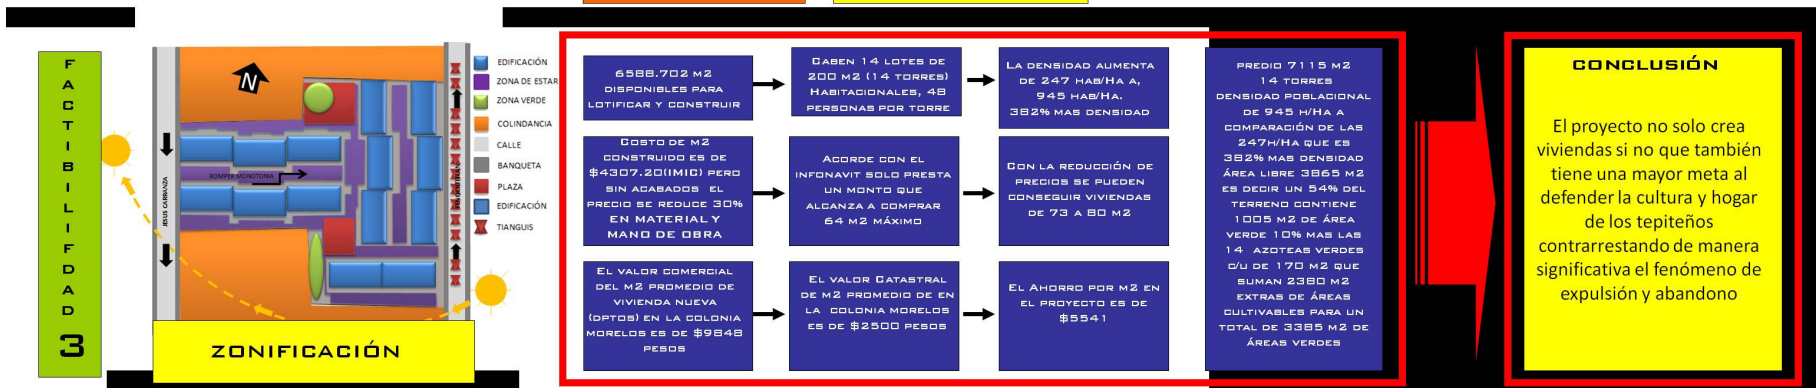 FACTIBILIFDAD
3
N
ROMPER MONOTONIA
JESUS CARRANZA
ZONIFICACIÓN
EDIFICACIÓN
ZONA DE ESTAR
ZONA VERDE
COLINDANCIA
CALLE
BANQUETA
PLAZA
EDIFICACIÓN
TIANGUIS
6588.702 M2
DISPONIBLES PARA
LOTIFICAR Y CONSTRUIR
CABEN 14 LOTES DE
200 M2 (14 TORRES)
HABITACIONALES, 48
PERSONAS POR TORRE
LA DENSIDAD AUMENTA
DE 247 HAB/HA A,
945 HAB/HA.
382% MAS DENSIDAD
COSTO DE M2
CONSTRUIDO ES DE
$4307.20(IMIC) PERO
SIN ACABADOS EL
PRECIO SE REDUCE 30%
EN MATERIAL Y
MANO DE OBRA
ACORDE CON EL
INFONAVIT SOLO PRESTA
UN MONTO QUE
ALCANZA A COMPRAR
64 M2 MÁXIMO
CON LA REDUCCIÓN DE
PRECIOS SE PUEDEN
CONSEGUIR VIVIENDAS
DE 73 A 80 M2
EL VALOR COMERCIAL
DEL M2 PROMEDIO DE
VIVIENDA NUEVA
(DPTOS) EN LA COLONIA
MORELOS ES DE $9848
PESOS
EL VALOR CATASTRAL
DE M2 PROMEDIO DE EN
LA COLONIA MORELOS
ES DE $2500 PESOS
EL AHORRO POR M2 EN
EL PROYECTO ES DE
$5541
PREDIO 7115 M2
14 TORRES
DENSIDAD POBLACIONAL
DE 945 H/HA A
COMPARACIÓN DE LAS
247H/HA QUE ES
382% MAS DENSIDAD
ÁREA LIBRE 3865 M2
ES DECIR UN 54% DEL
TERRENO CONTIENE
1005 M2 DE ÁREA
VERDE 10% MAS LAS
14 AZOTEAS VERDES
C/U DE 170 M2 QUE
SUMAN 2380 M2
EXTRAS DE ÁREAS
CULTIVABLES PARA UN
TOTAL DE 3385 M2 DE
ÁREAS VERDES
CONCLUSIÓN
El proyecto no solo crea
viviendas si no que también
tiene una mayor meta al
defender la cultura y hogar
de los tepiteños
contrarrestando de manera
significativa el fenómeno de
expulsión y abandono